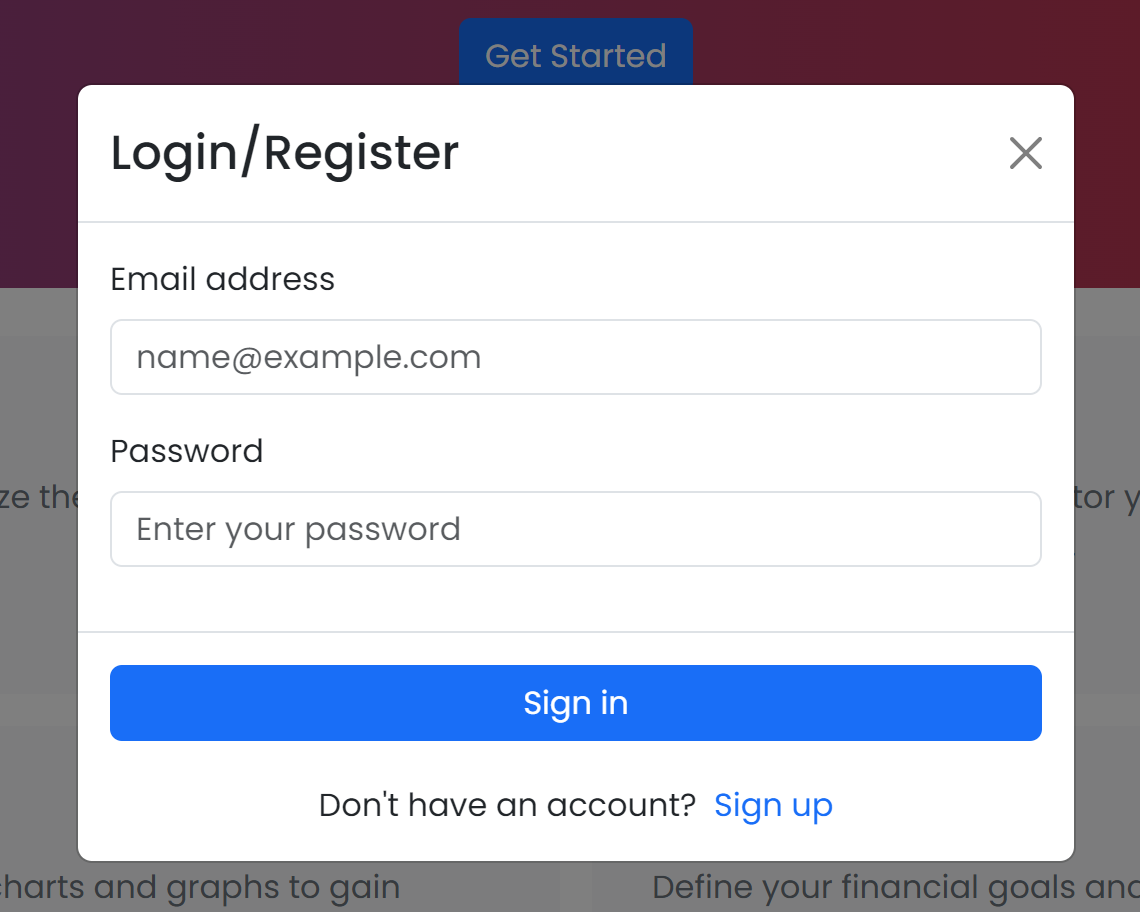 Get Started
Login/Register
Email address
name@example.com
Password
ze the
tor y
Enter your password
Sign in
Don't have an account? Sign up
charts and graphs to gain
Define your financial goals and